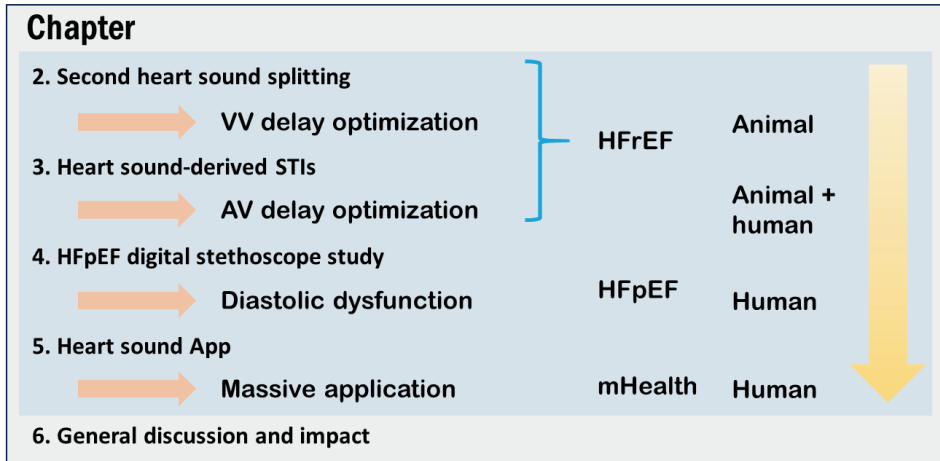 Chapter
2. Second heart sound splitting
VV delay optimization
HFrEF
Animal
3. Heart sound-derived STIs
AV delay optimization
Animal +
human
4. HFpEF digital stethoscope study
Diastolic dysfunction
HFpEF
Human
5. Heart sound App
Massive application
mHealth
Human
6. General discussion and impact